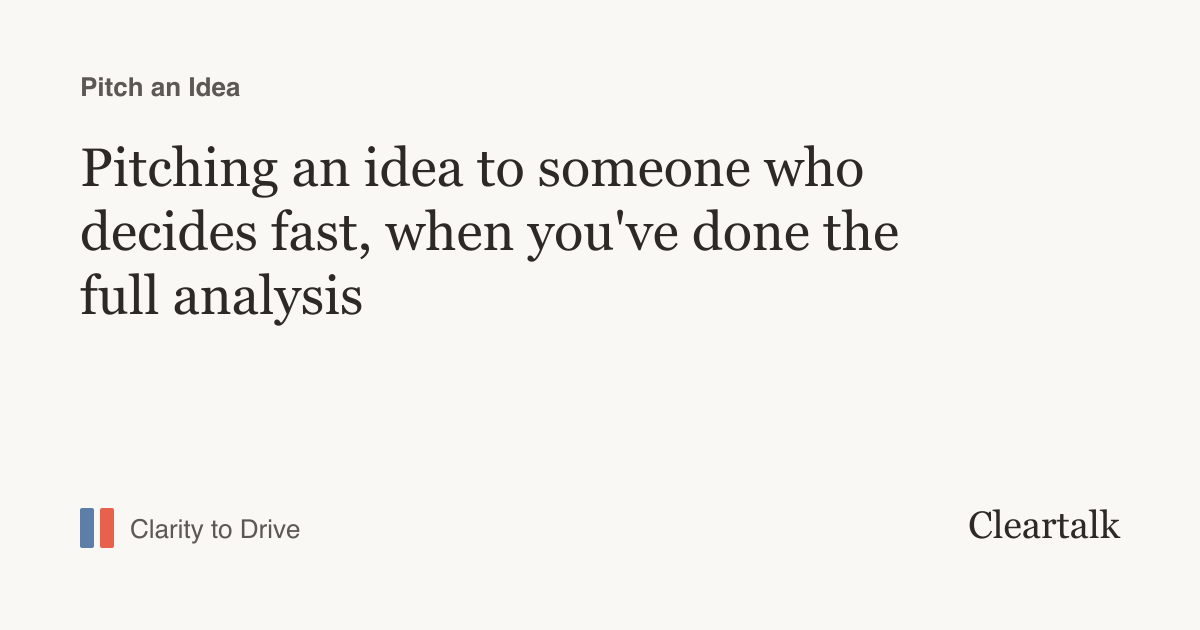 Pitch an Idea
Pitching an idea to someone who
decides fast, when you've done the
full analysis
Clarity to Drive
Cleartalk